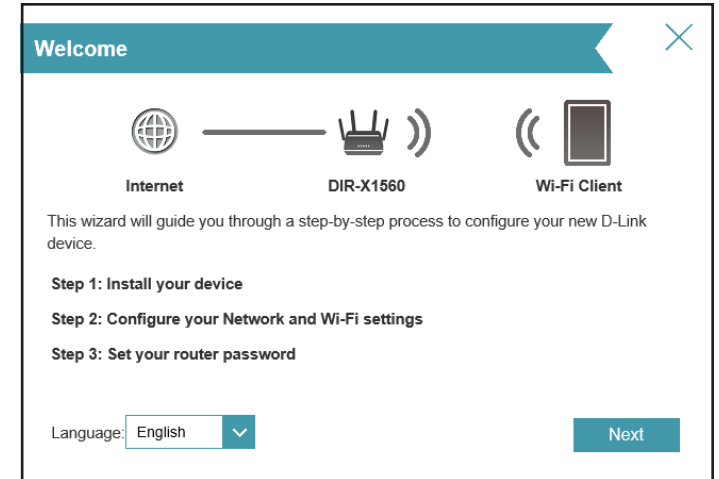 Welcome
Internet
DIR-X1560
Wi-Fi Client
This wizard will guide you through a step-by-step process to configure your new D-Link
device.
Step 1: Install your device
Step 2: Configure your Network and Wi-Fi settings
Step 3: Set your router password
Language: English
Next